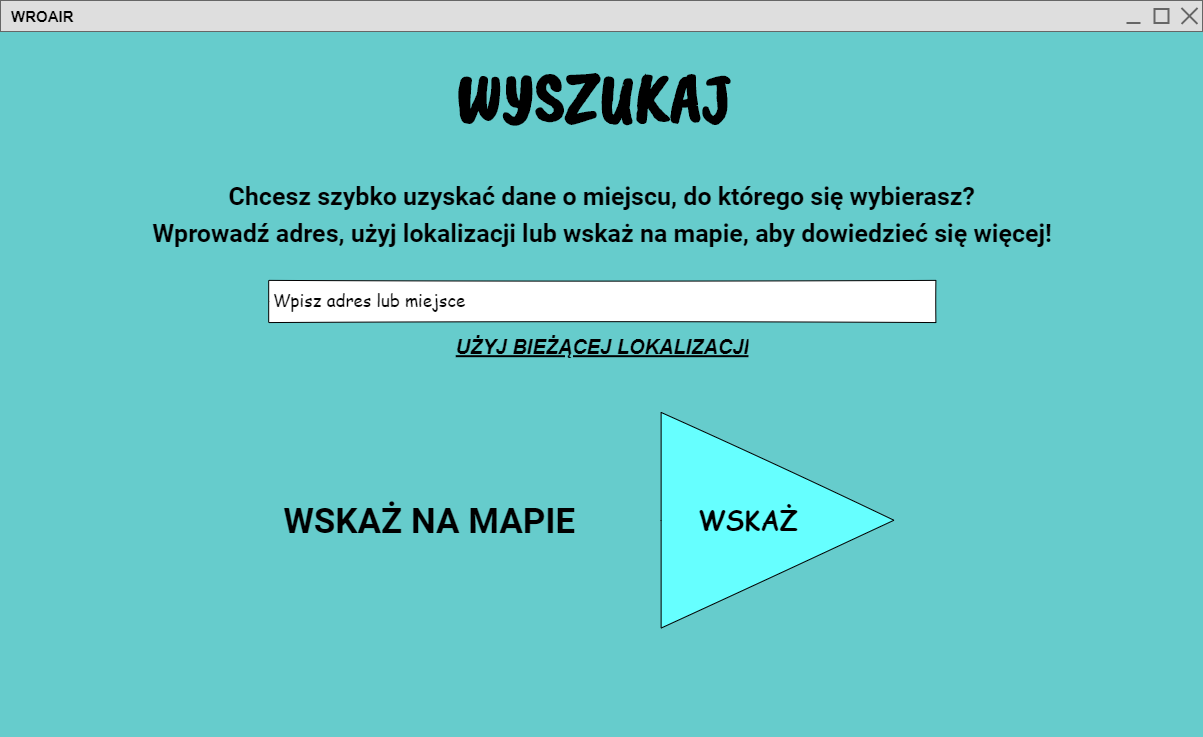 WROAIR
WYSZUKAJ
Chcesz szybko uzyskać dane o miejscu, do którego się wybierasz?
Wprowadź adres, użyj lokalizacji lub wskaż na mapie, aby dowiedzieć się więcej!
Wpisz adres lub miejsce
UŻYJ BIEŻĄCEJ LOKALIZACJI
WSKAŻ NA MAPIE
WSKAŻ